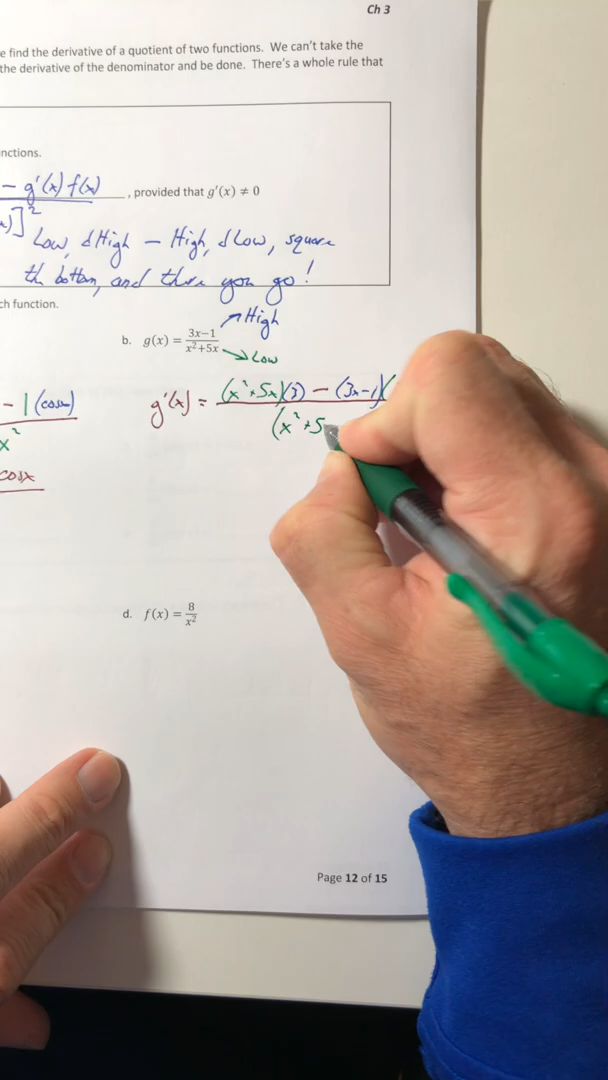 Ch 3
e find the derivative of a quotient of two functions. We can't take the
the derivative of the denominator and be done. There's a whole rule that
nctions.
- g'(x) f(x) , provided that g'(x) ≠ 0
]²
Low, dHigh - High, dLow, square
th bottom, and there you go!
ch function.
↗High
b. g(x) = (3x-1)/(x²+5x)
↘Low
- 1(cosx)
x²
cosx
g'(x) = (x²+5x)(3) - (3x-1)(
(x²+5
d. f(x) = 8/x²
Page 12 of 15